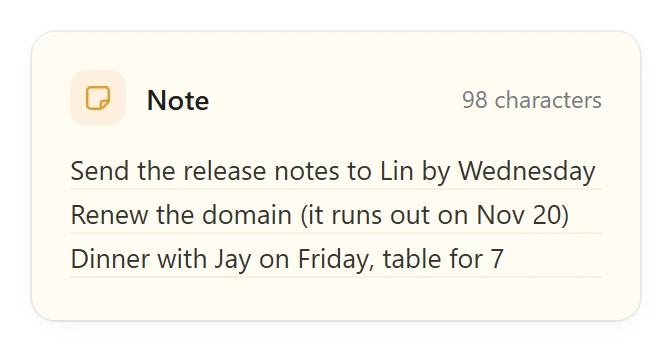 Note
98 characters
Send the release notes to Lin by Wednesday
Renew the domain (it runs out on Nov 20)
Dinner with Jay on Friday, table for 7